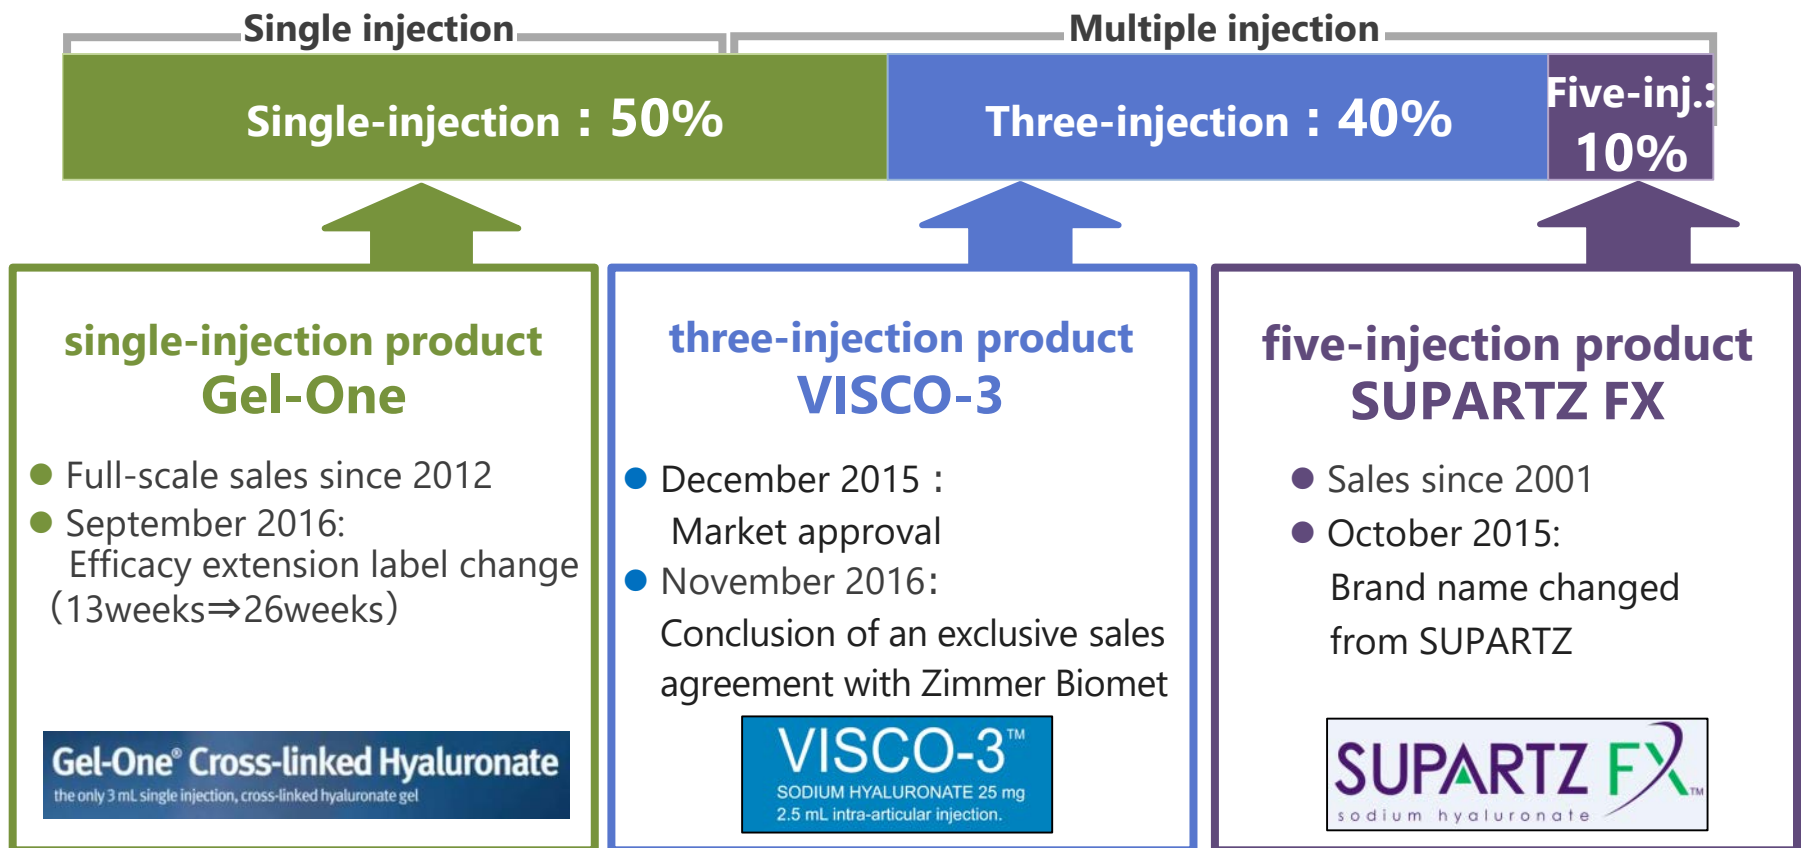 Single injection
Multiple injection
Single-injection：50%
Three-injection：40%
Five-inj.:
10%
single-injection product
Gel-One
● Full-scale sales since 2012
● September 2016:
Efficacy extension label change
（13weeks⇒26weeks）
Gel-One® Cross-linked Hyaluronate
the only 3 mL single injection, cross-linked hyaluronate gel
three-injection product
VISCO-3
● December 2015：
Market approval
● November 2016：
Conclusion of an exclusive sales
agreement with Zimmer Biomet
VISCO-3™
SODIUM HYALURONATE 25 mg
2.5 mL intra-articular injection.
five-injection product
SUPARTZ FX
● Sales since 2001
● October 2015:
Brand name changed
from SUPARTZ
SUPARTZ FX™
sodium hyaluronate